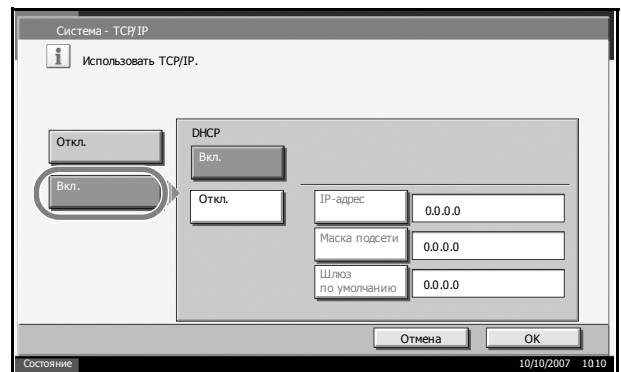 Система - TCP/IP
Использовать TCP/IP.
Откл.
Вкл.
DHCP
Вкл.
Откл.
IP-адрес
0.0.0.0
Маска подсети
0.0.0.0
Шлюз
по умолчанию
0.0.0.0
Отмена
OK
Состояние
10/10/2007 10:10